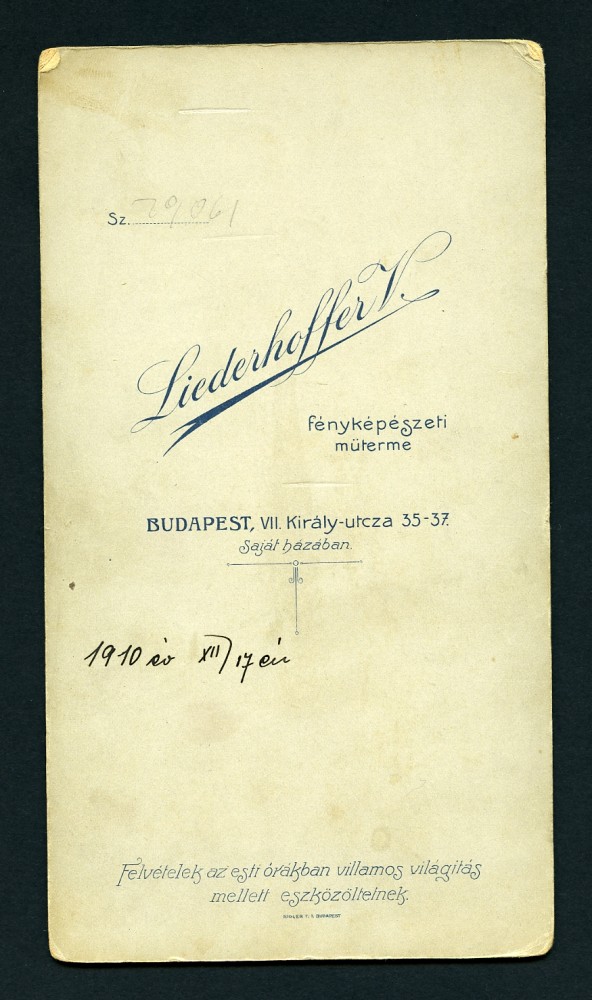 Sz. 79061
Liederhoffer V.
fényképészeti
műterme
BUDAPEST, VII. Király-utcza 35-37.
Saját házában.
1910 év XII/17 én
Felvételek az esti órákban villamos világitás
mellett eszközöltetnek.